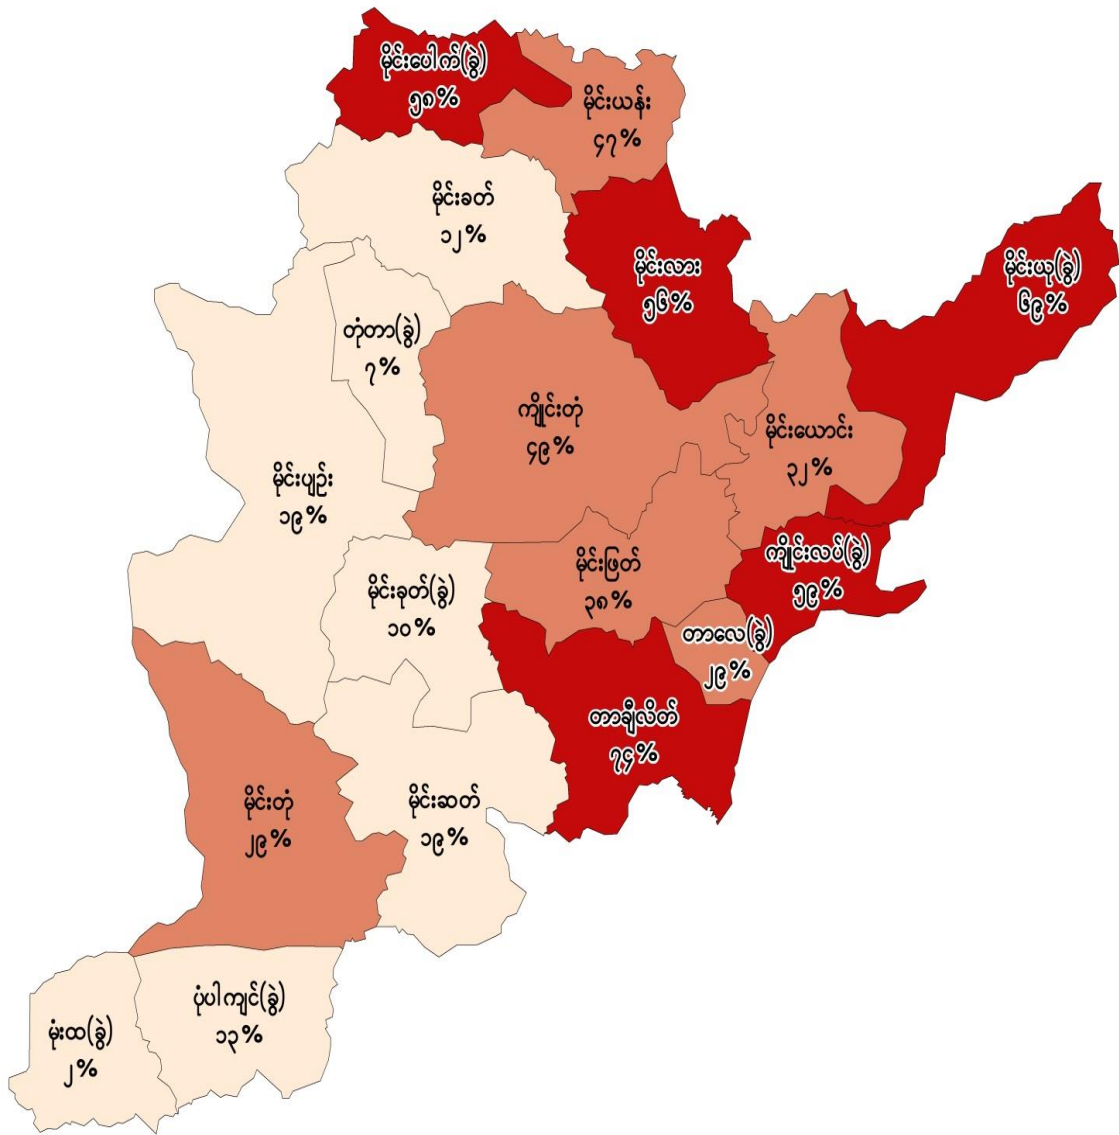 မိုင်းပေါက်(ခွဲ)
၅၈%
မိုင်းယန်း
၄၇%
မိုင်းခတ်
၁၂%
မိုင်းလား
၅၆%
မိုင်းယု(ခွဲ)
၆၉%
တုံတာ(ခွဲ)
၇%
ကျိုင်းတုံ
၄၉%
မိုင်းယောင်း
၃၂%
မိုင်းပျဉ်း
၁၉%
မိုင်းဖြတ်
၃၈%
ကျိုင်းလပ်(ခွဲ)
၅၉%
မိုင်းခုတ်(ခွဲ)
၁၀%
တာလေ(ခွဲ)
၂၉%
တာချီလိတ်
၇၄%
မိုင်းတုံ
၂၉%
မိုင်းဆတ်
၁၉%
ပုံပါကျင်(ခွဲ)
၁၃%
မုံးထ(ခွဲ)
၂%